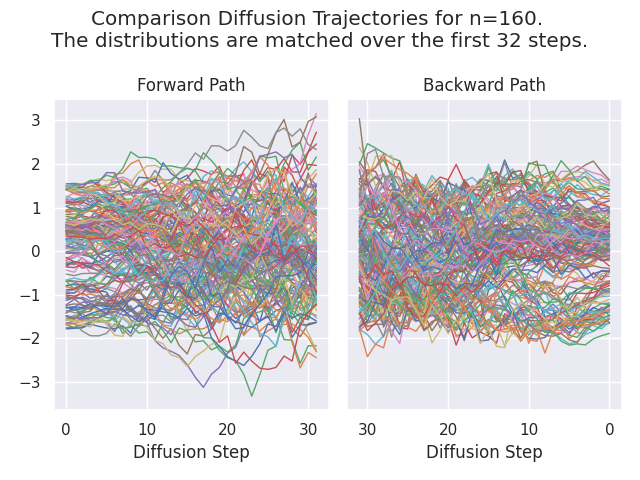 Comparison Diffusion Trajectories for n=160.
The distributions are matched over the first 32 steps.
Forward Path
Backward Path
3
2
1
0
−1
−2
−3
0 10 20 30
30 20 10 0
Diffusion Step
Diffusion Step